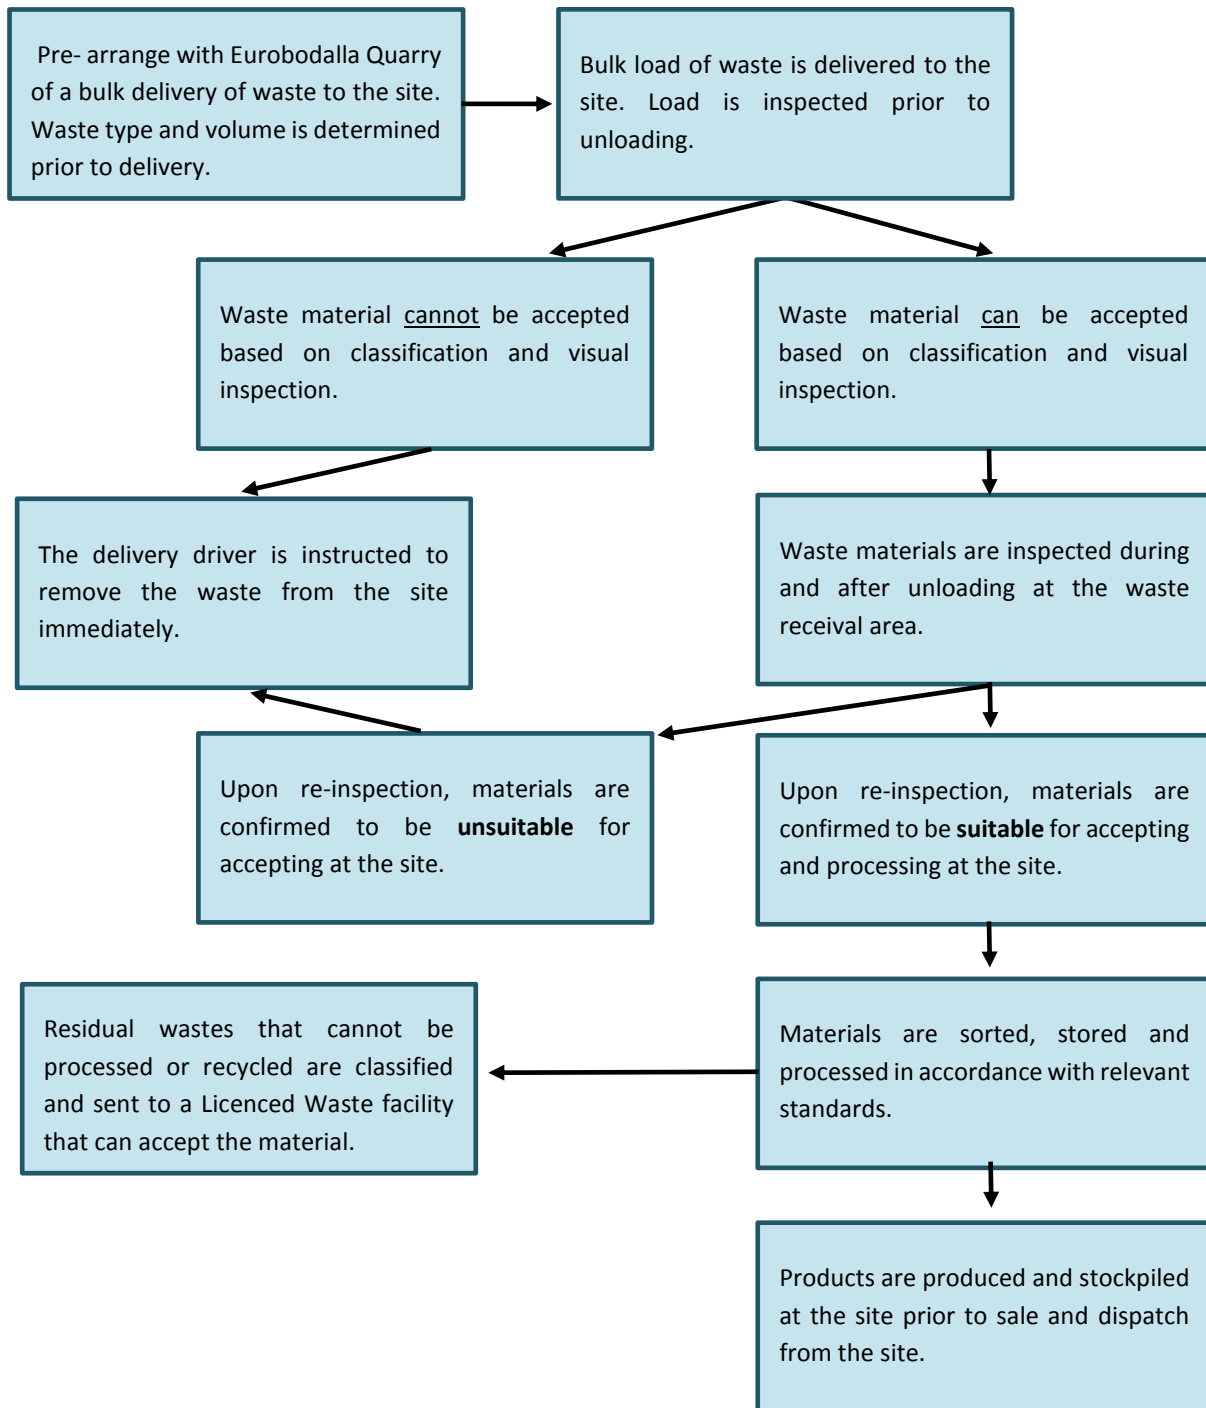 Pre- arrange with Eurobodalla Quarry
of a bulk delivery of waste to the site.
Waste type and volume is determined
prior to delivery.
Bulk load of waste is delivered to the
site. Load is inspected prior to
unloading.
Waste material cannot be accepted
based on classification and visual
inspection.
Waste material can be accepted
based on classification and visual
inspection.
The delivery driver is instructed to
remove the waste from the site
immediately.
Waste materials are inspected during
and after unloading at the waste
receival area.
Upon re-inspection, materials are
confirmed to be unsuitable for
accepting at the site.
Upon re-inspection, materials are
confirmed to be suitable for accepting
and processing at the site.
Residual wastes that cannot be
processed or recycled are classified
and sent to a Licenced Waste facility
that can accept the material.
Materials are sorted, stored and
processed in accordance with relevant
standards.
Products are produced and stockpiled
at the site prior to sale and dispatch
from the site.